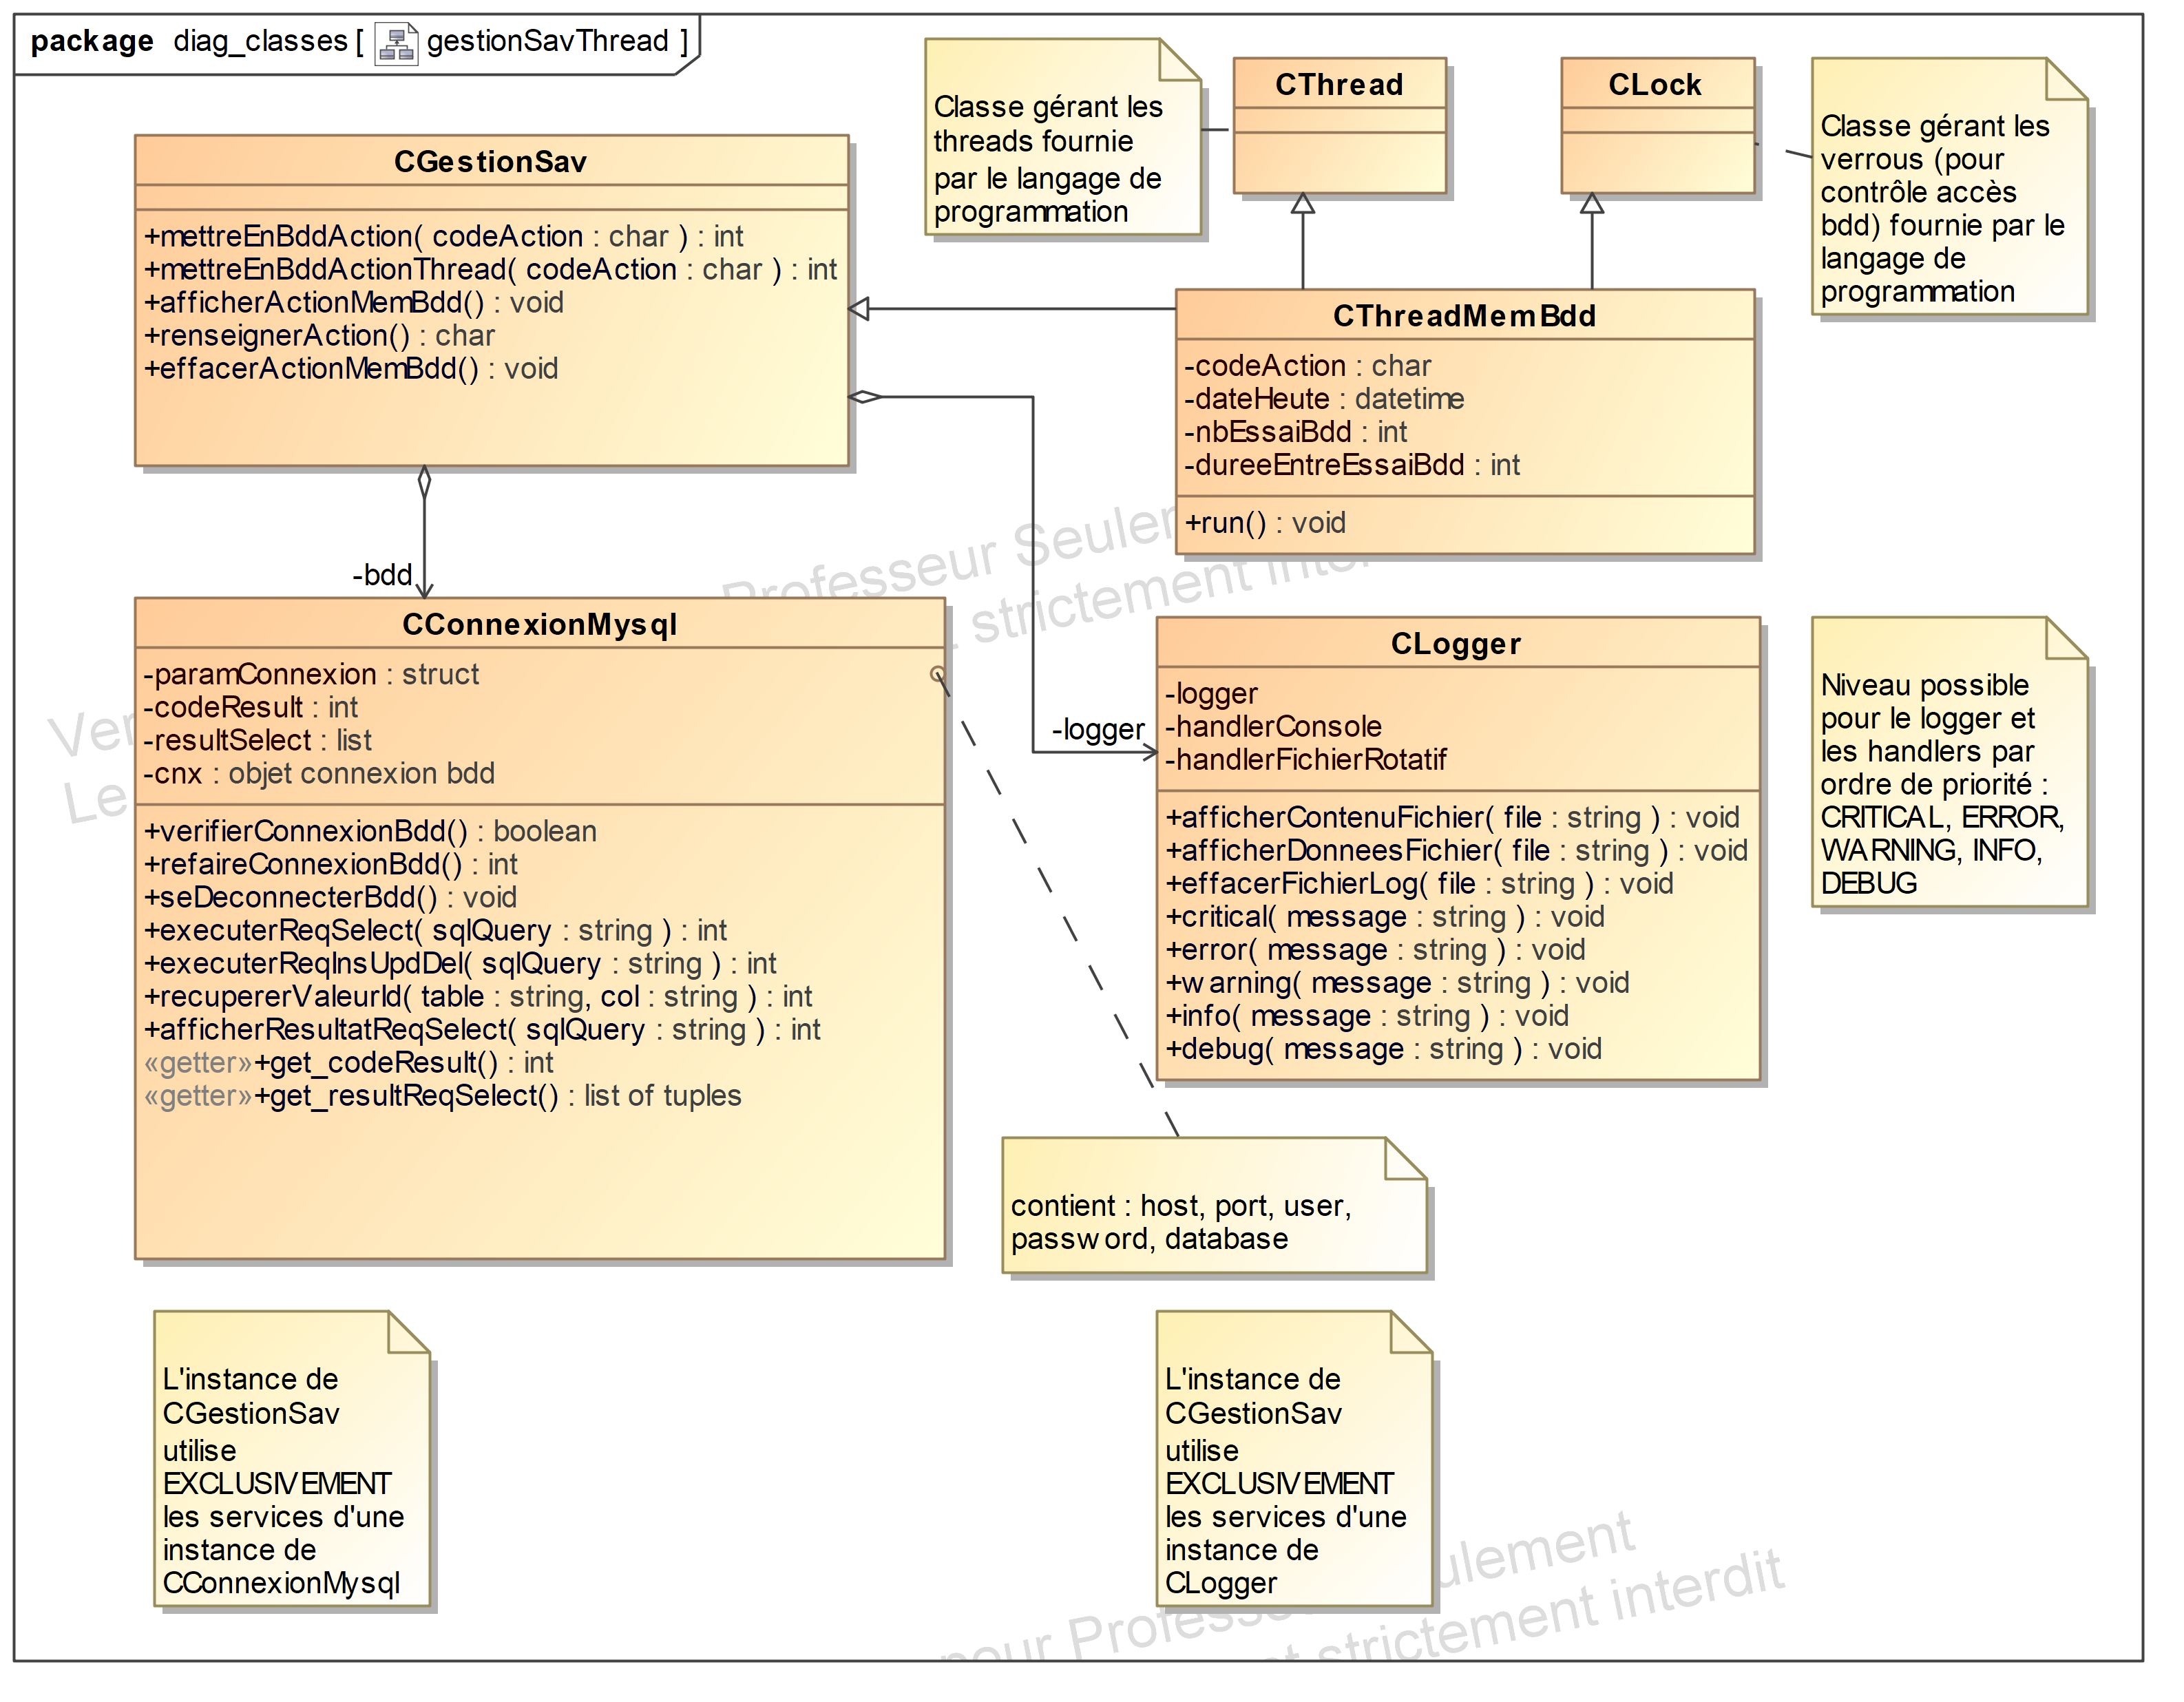 package diag_classes [ gestionSavThread ]
Classe gérant les
threads fournie
par le langage de
programmation
CThread
CLock
Classe gérant les
verrous (pour
contrôle accès
bdd) fournie par le
langage de
programmation
CGestionSav
+mettreEnBddAction( codeAction : char ) : int
+mettreEnBddActionThread( codeAction : char ) : int
+afficherActionMemBdd() : void
+renseignerAction() : char
+effacerActionMemBdd() : void
CThreadMemBdd
-codeAction : char
-dateHeute : datetime
-nbEssaiBdd : int
-dureeEntreEssaiBdd : int
+run() : void
-bdd
-logger
CConnexionMysql
-paramConnexion : struct
-codeResult : int
-resultSelect : list
-cnx : objet connexion bdd
+verifierConnexionBdd() : boolean
+refaireConnexionBdd() : int
+seDeconnecterBdd() : void
+executerReqSelect( sqlQuery : string ) : int
+executerReqInsUpdDel( sqlQuery : string ) : int
+recupererValeurId( table : string, col : string ) : int
+afficherResultatReqSelect( sqlQuery : string ) : int
«getter»+get_codeResult() : int
«getter»+get_resultReqSelect() : list of tuples
CLogger
-logger
-handlerConsole
-handlerFichierRotatif
+afficherContenuFichier( file : string ) : void
+afficherDonneesFichier( file : string ) : void
+effacerFichierLog( file : string ) : void
+critical( message : string ) : void
+error( message : string ) : void
+warning( message : string ) : void
+info( message : string ) : void
+debug( message : string ) : void
Niveau possible
pour le logger et
les handlers par
ordre de priorité :
CRITICAL, ERROR,
WARNING, INFO,
DEBUG
contient : host, port, user,
password, database
L'instance de
CGestionSav
utilise
EXCLUSIVEMENT
les services d'une
instance de
CConnexionMysql
L'instance de
CGestionSav
utilise
EXCLUSIVEMENT
les services d'une
instance de
CLogger
Professeur
strictement
Le
pour
strictement interdit